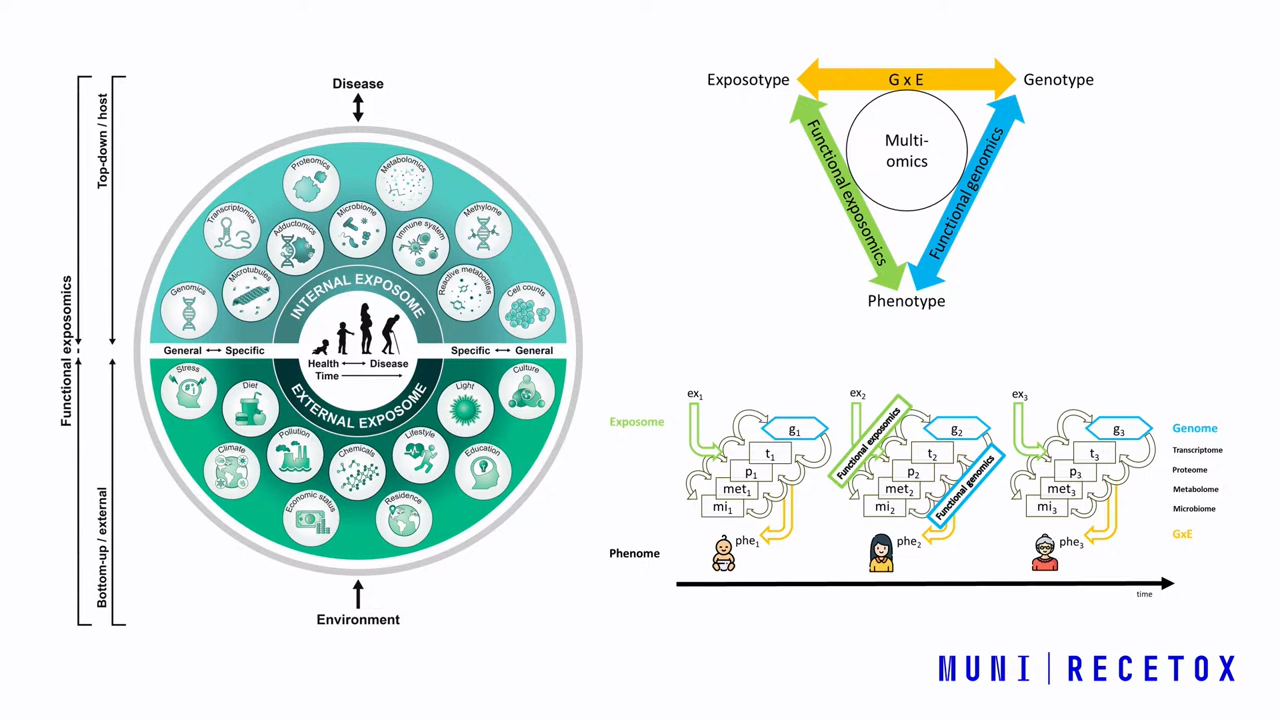 Functional exposomics
Top-down / host
Bottom-up / external
Disease
Proteomics
Metabolomics
Transcriptomics
Adductomics
Microbiome
Immune system
Methylome
Genomics
Microtubules
Reactive metabolites
Cell counts
INTERNAL EXPOSOME
General ↔ Specific
Specific ↔ General
Health ↔ Disease
Time
EXTERNAL EXPOSOME
Stress
#1
Diet
Light
Culture
Climate
Pollution
Chemicals
Lifestyle
Education
Economic status
Residence
Environment
Exposotype
G x E
Genotype
Multi-
omics
Functional exposomics
Functional genomics
Phenotype
ex₁
ex₂
ex₃
Exposome
g₁
t₁
p₁
met₁
mi₁
phe₁
Functional exposomics
g₂
t₂
p₂
met₂
mi₂
Functional genomics
phe₂
g₃
t₃
p₃
met₃
mi₃
phe₃
Genome
Transcriptome
Proteome
Metabolome
Microbiome
GxE
Phenome
time
MUNI | RECETOX